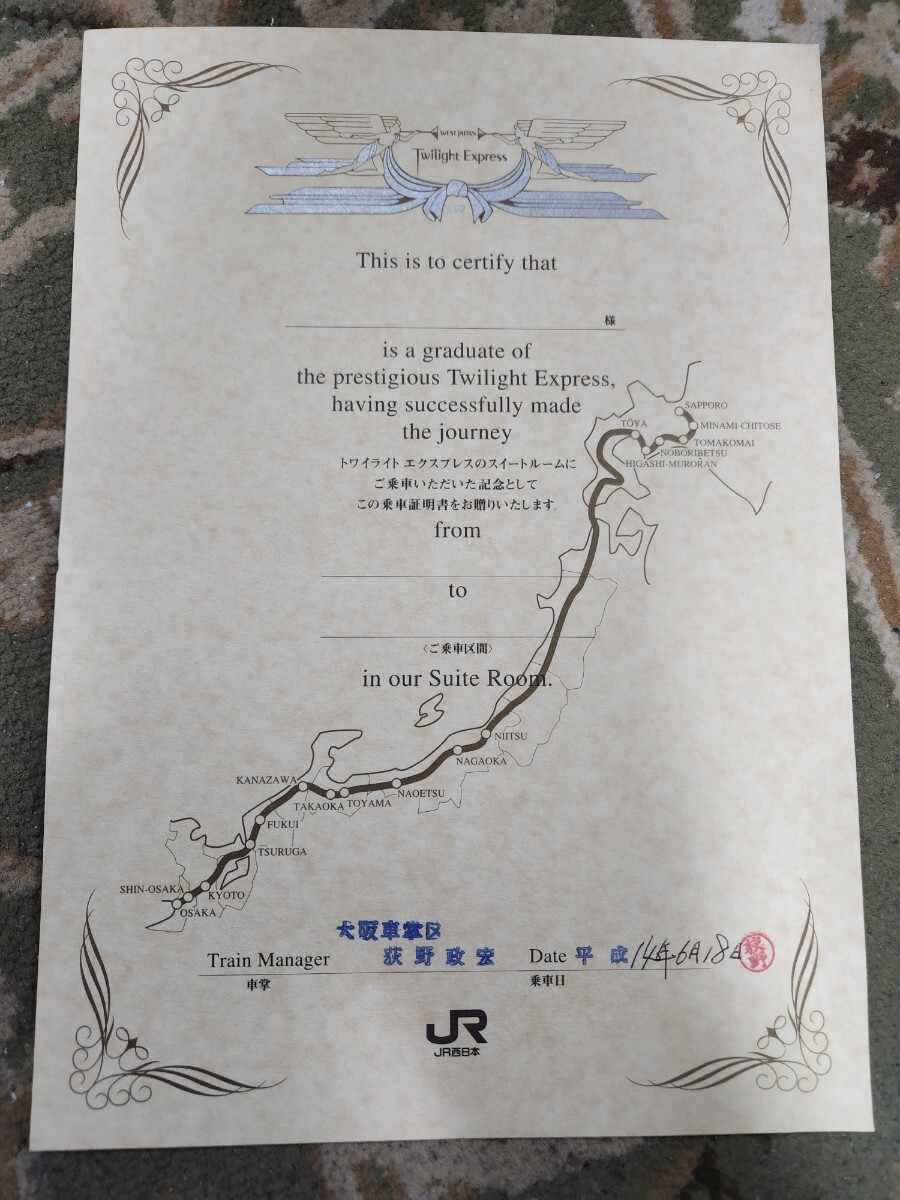 WEST JAPAN
Twilight Express
This is to certify that
様
is a graduate of
the prestigious Twilight Express,
having successfully made
the journey
トワイライト エクスプレスのスイートルームに
ご乗車いただいた記念として
この乗車証明書をお贈りいたします。
from
to
〈ご乗車区間〉
in our Suite Room.
SAPPORO
MINAMI-CHITOSE
TOMAKOMAI
NOBORIBETSU
HIGASHI-MURORAN
TŌYA
NIITSU
NAGAOKA
NAOETSU
TOYAMA
TAKAOKA
KANAZAWA
FUKUI
TSURUGA
KYOTO
SHIN-OSAKA
OSAKA
大阪車掌区
Train Manager 荻野政宏 Date 平成14年6月18日 荻野
車掌 乗車日
JR
JR西日本